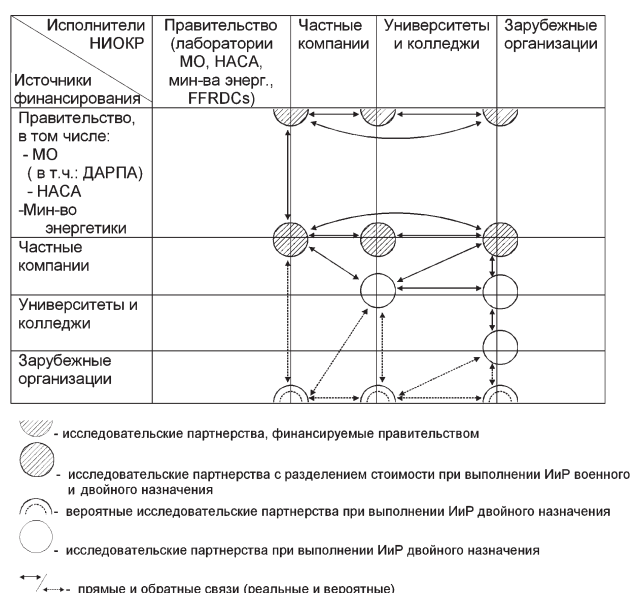 Исполнители
НИОКР
Источники
финансирования
Правительство
(лаборатории
МО, НАСА,
мин-ва энерг.,
FFRDCs)
Частные
компании
Университеты
и колледжи
Зарубежные
организации
Правительство,
в том числе:
- МО
( в т.ч.: ДАРПА)
- НАСА
-Мин-во
энергетики
Частные
компании
Университеты и
колледжи
Зарубежные
организации
- исследовательские партнерства, финансируемые правительством
- исследовательские партнерства с разделением стоимости при выполнении ИиР военного
и двойного назначения
- вероятные исследовательские партнерства при выполнении ИиР двойного назначения
- исследовательские партнерства при выполнении ИиР двойного назначения
- прямые и обратные связи (реальные и вероятные)